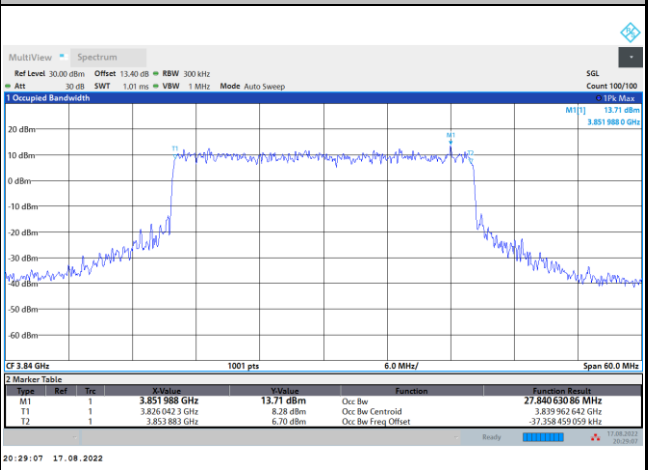 MultiView Spectrum
Ref Level 30.00 dBm Offset 13.40 dB RBW 300 kHz SGL
Att 30 dB SWT 1.01 ms VBW 1 MHz Mode Auto Sweep Count 100/100
1 Occupied Bandwidth 1Pk Max
M1[1] 13.71 dBm
3.851 988 0 GHz
20 dBm
M1
T1
T2
10 dBm
0 dBm
-10 dBm
-20 dBm
-30 dBm
-40 dBm
-50 dBm
-60 dBm
CF 3.84 GHz 1001 pts 6.0 MHz/ Span 60.0 MHz
2 Marker Table
Type Ref Trc X-Value Y-Value Function Function Result
M1 1 3.851 988 GHz 13.71 dBm Occ Bw 27.840 630 86 MHz
T1 1 3.826 042 3 GHz 8.28 dBm Occ Bw Centroid 3.839 962 642 GHz
T2 1 3.853 883 GHz 6.70 dBm Occ Bw Freq Offset -37.358 459 059 kHz
Ready 17.08.2022
20:29:07
20:29:07 17.08.2022